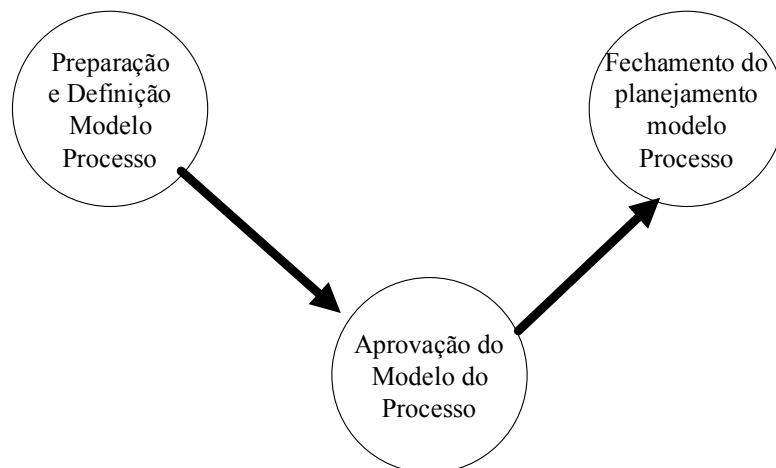 Preparação
e Definição
Modelo
Processo
Aprovação do
Modelo do
Processo
Fechamento do
planejamento
modelo
Processo